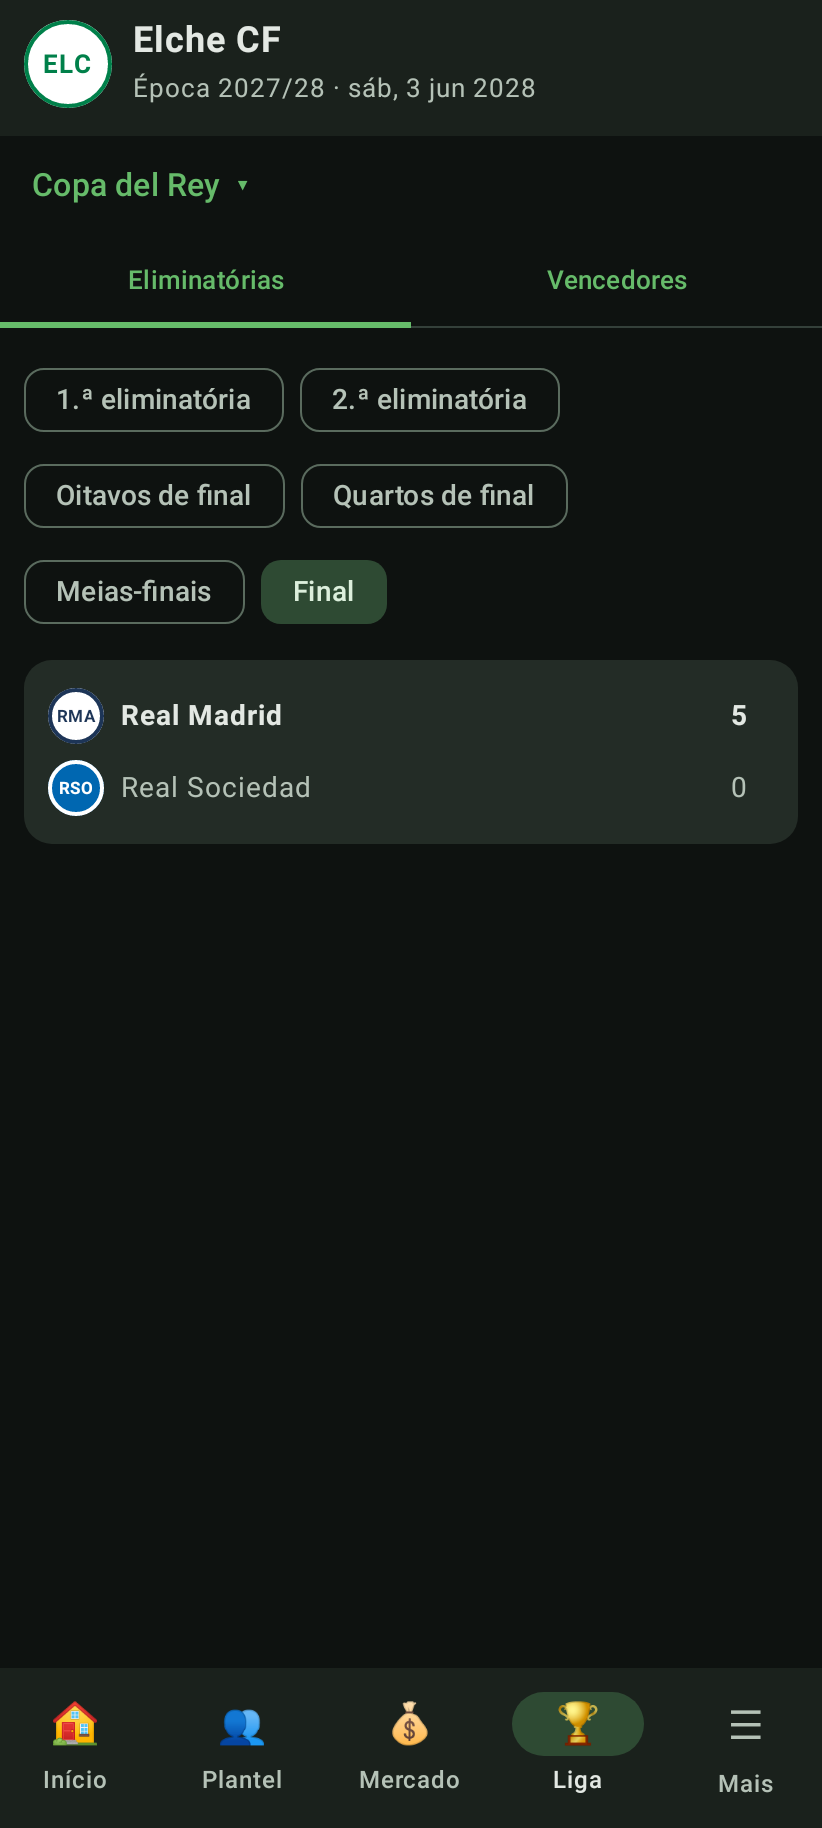 ELC
Elche CF
Época 2027/28 · sáb, 3 jun 2028
Copa del Rey ▾
Eliminatórias
Vencedores
1.ª eliminatória
2.ª eliminatória
Oitavos de final
Quartos de final
Meias-finais
Final
RMA Real Madrid 5
RSO Real Sociedad 0
Início
Plantel
Mercado
Liga
Mais